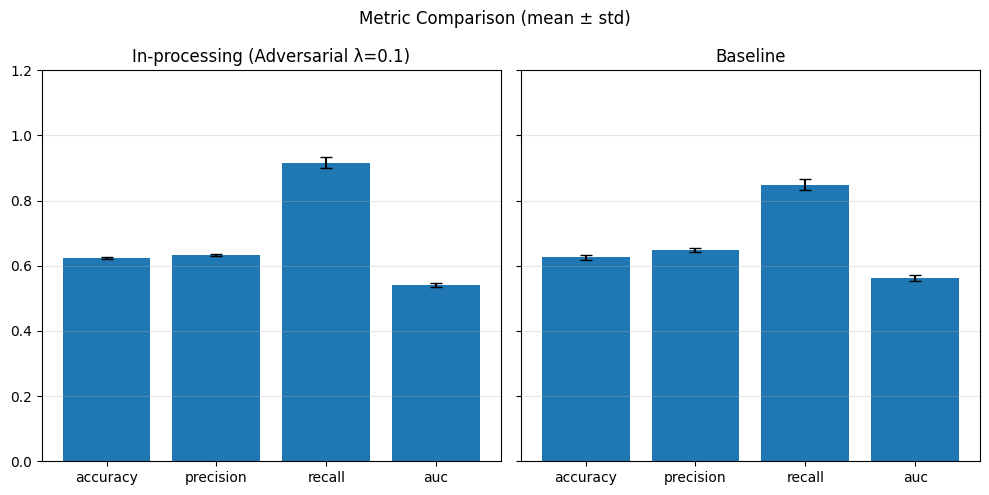 Metric Comparison (mean ± std)
In-processing (Adversarial λ=0.1)
Baseline
1.2
1.0
0.8
0.6
0.4
0.2
0.0
accuracy precision recall auc
accuracy precision recall auc